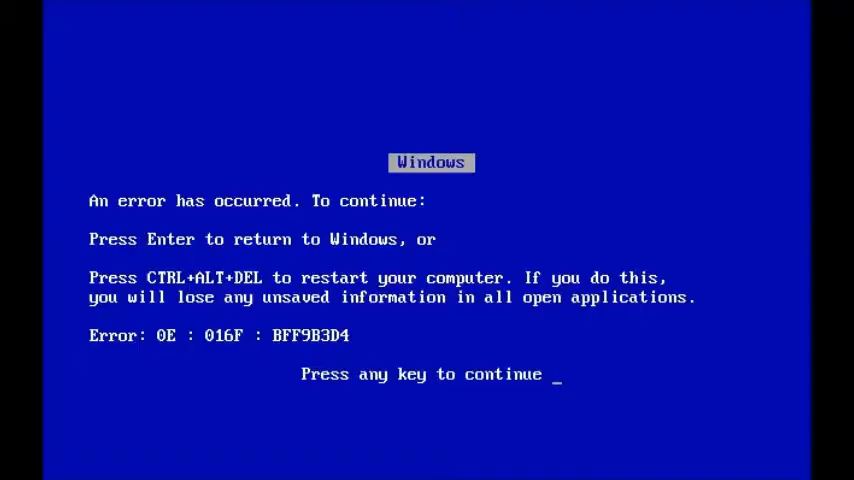 Windows
An error has occurred. To continue:
Press Enter to return to Windows, or
Press CTRL+ALT+DEL to restart your computer. If you do this,
you will lose any unsaved information in all open applications.
Error: 0E : 016F : BFF9B3D4
Press any key to continue _